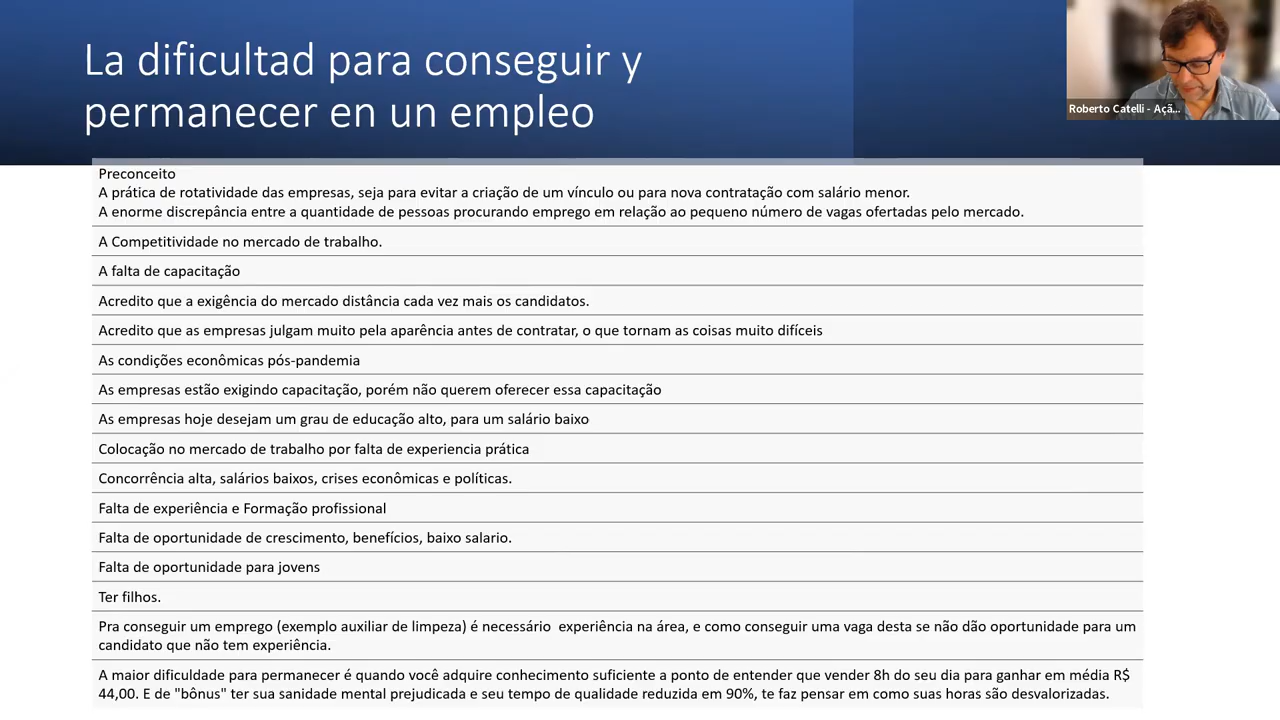 La dificultad para conseguir y
permanecer en un empleo
Roberto Catelli - Açã...
Preconceito
A prática de rotatividade das empresas, seja para evitar a criação de um vínculo ou para nova contratação com salário menor.
A enorme discrepância entre a quantidade de pessoas procurando emprego em relação ao pequeno número de vagas ofertadas pelo mercado.
A Competitividade no mercado de trabalho.
A falta de capacitação
Acredito que a exigência do mercado distância cada vez mais os candidatos.
Acredito que as empresas julgam muito pela aparência antes de contratar, o que tornam as coisas muito difíceis
As condições econômicas pós-pandemia
As empresas estão exigindo capacitação, porém não querem oferecer essa capacitação
As empresas hoje desejam um grau de educação alto, para um salário baixo
Colocação no mercado de trabalho por falta de experiencia prática
Concorrência alta, salários baixos, crises econômicas e políticas.
Falta de experiência e Formação profissional
Falta de oportunidade de crescimento, benefícios, baixo salario.
Falta de oportunidade para jovens
Ter filhos.
Pra conseguir um emprego (exemplo auxiliar de limpeza) é necessário  experiência na área, e como conseguir uma vaga desta se não dão oportunidade para um
candidato que não tem experiência.
A maior dificuldade para permanecer é quando você adquire conhecimento suficiente a ponto de entender que vender 8h do seu dia para ganhar em média R$
44,00. E de "bônus" ter sua sanidade mental prejudicada e seu tempo de qualidade reduzida em 90%, te faz pensar em como suas horas são desvalorizadas.